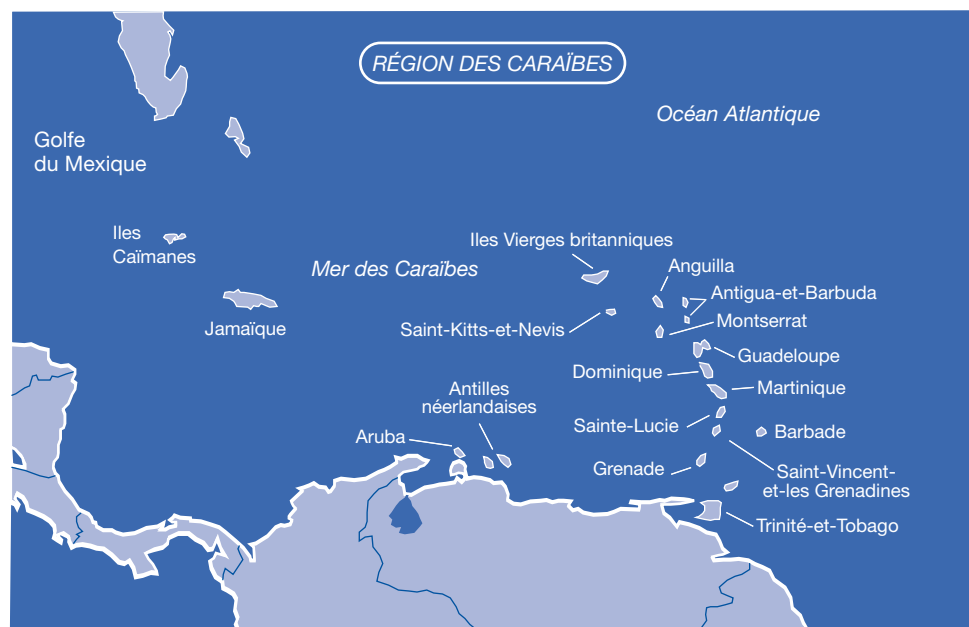 RÉGION DES CARAÏBES
Océan Atlantique
Golfe
du Mexique
Iles
Caïmanes
Iles Vierges britanniques
Mer des Caraïbes
Anguilla
Antigua-et-Barbuda
Jamaïque
Saint-Kitts-et-Nevis
Montserrat
Guadeloupe
Dominique
Martinique
Antilles
néerlandaises
Sainte-Lucie
Barbade
Aruba
Grenade
Saint-Vincent-
et-les Grenadines
Trinité-et-Tobago